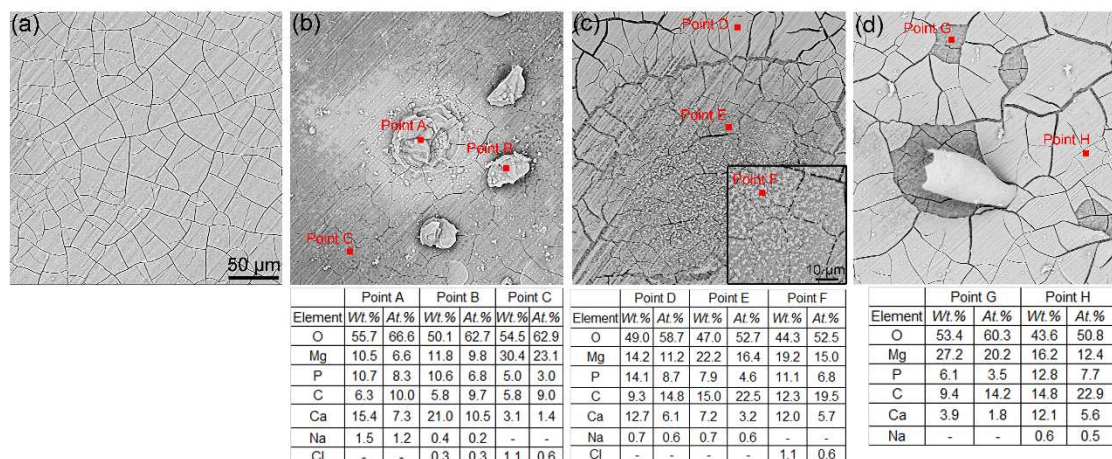 (a)
(b)
(c)
(d)
Point D
Point G
Point A
Point E
Point B
Point H
Point F
Point C
50 μm
10 μm
Point A Point B Point C
Element Wt.% At.% Wt.% At.% Wt.% At.%
O 55.7 66.6 50.1 62.7 54.5 62.9
Mg 10.5 6.6 11.8 9.8 30.4 23.1
P 10.7 8.3 10.6 6.8 5.0 3.0
C 6.3 10.0 5.8 9.7 5.8 9.0
Ca 15.4 7.3 21.0 10.5 3.1 1.4
Na 1.5 1.2 0.4 0.2 - -
Cl - - 0.3 0.3 1.1 0.6
Point D Point E Point F
Element Wt.% At.% Wt.% At.% Wt.% At.%
O 49.0 58.7 47.0 52.7 44.3 52.5
Mg 14.2 11.2 22.2 16.4 19.2 15.0
P 14.1 8.7 7.9 4.6 11.1 6.8
C 9.3 14.8 15.0 22.5 12.3 19.5
Ca 12.7 6.1 7.2 3.2 12.0 5.7
Na 0.7 0.6 0.7 0.6 - -
Cl - - - - 1.1 0.6
Point G Point H
Element Wt.% At.% Wt.% At.%
O 53.4 60.3 43.6 50.8
Mg 27.2 20.2 16.2 12.4
P 6.1 3.5 12.8 7.7
C 9.4 14.2 14.8 22.9
Ca 3.9 1.8 12.1 5.6
Na - - 0.6 0.5